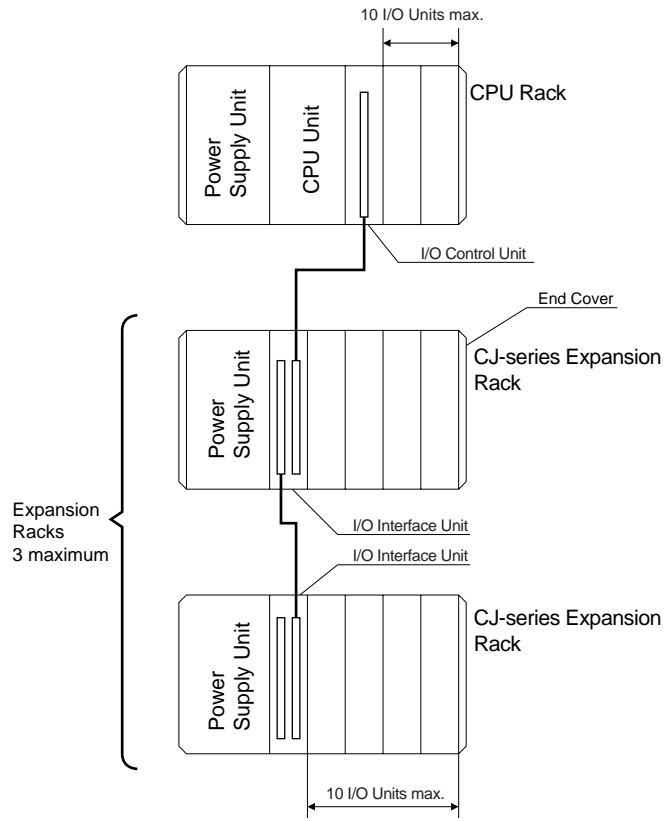 10 I/O Units max.
CPU Rack
Power
Supply Unit
CPU Unit
I/O Control Unit
End Cover
CJ-series Expansion
Rack
Power
Supply Unit
Expansion
Racks
3 maximum
I/O Interface Unit
I/O Interface Unit
CJ-series Expansion
Rack
Power
Supply Unit
10 I/O Units max.